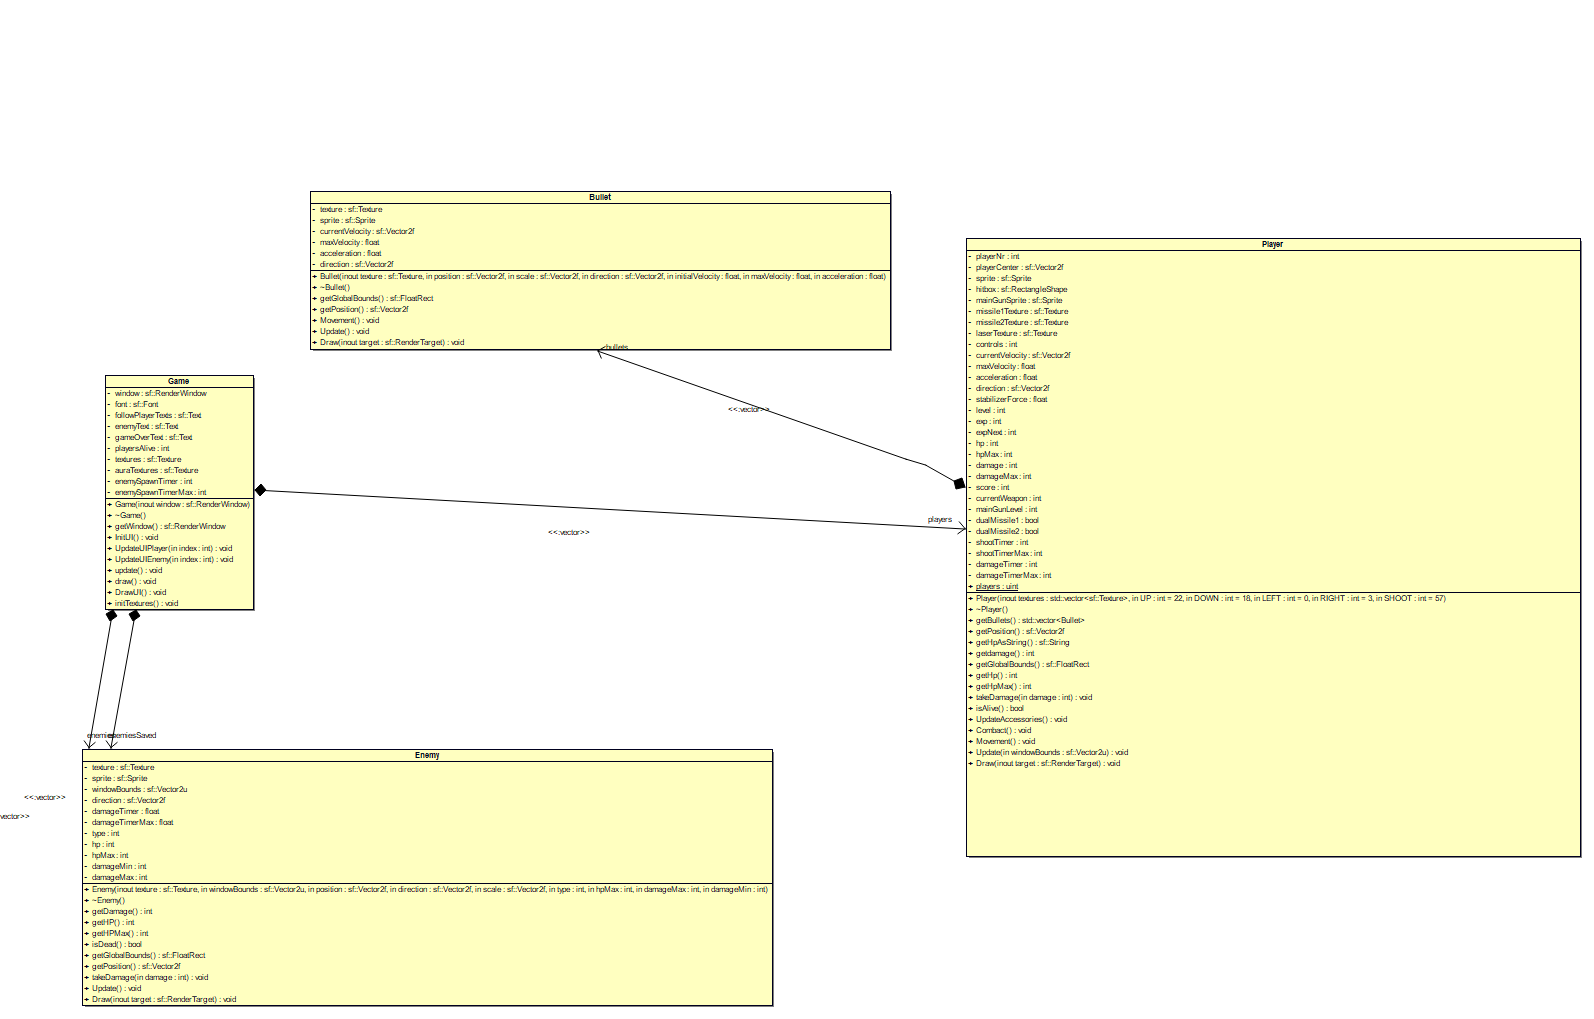 Bullet
- texture : sf::Texture
- sprite : sf::Sprite
- currentVelocity : sf::Vector2f
- maxVelocity : float
- acceleration : float
- direction : sf::Vector2f
+ Bullet(inout texture : sf::Texture, in position : sf::Vector2f, in scale : sf::Vector2f, in direction : sf::Vector2f, in initialVelocity : float, in maxVelocity : float, in acceleration : float)
+ ~Bullet()
+ getGlobalBounds() : sf::FloatRect
+ getPosition() : sf::Vector2f
+ Movement() : void
+ Update() : void
+ Draw(inout target : sf::RenderTarget) : void
bullets
<<:vector>>
Player
- playerNr : int
- playerCenter : sf::Vector2f
- sprite : sf::Sprite
- hitbox : sf::RectangleShape
- mainGunSprite : sf::Sprite
- missile1Texture : sf::Texture
- missile2Texture : sf::Texture
- laserTexture : sf::Texture
- controls : int
- currentVelocity : sf::Vector2f
- maxVelocity : float
- acceleration : float
- direction : sf::Vector2f
- stabilizerForce : float
- level : int
- exp : int
- expNext : int
- hp : int
- hpMax : int
- damage : int
- damageMax : int
- score : int
- currentWeapon : int
- mainGunLevel : int
- dualMissile1 : bool
- dualMissile2 : bool
- shootTimer : int
- shootTimerMax : int
- damageTimer : int
- damageTimerMax : int
+ players : uint
+ Player(inout textures : std::vector<sf::Texture>, in UP : int = 22, in DOWN : int = 18, in LEFT : int = 0, in RIGHT : int = 3, in SHOOT : int = 57)
+ ~Player()
+ getBullets() : std::vector<Bullet>
+ getPosition() : sf::Vector2f
+ getHpAsString() : sf::String
+ getdamage() : int
+ getGlobalBounds() : sf::FloatRect
+ getHp() : int
+ getHpMax() : int
+ takeDamage(in damage : int) : void
+ isAlive() : bool
+ UpdateAccessories() : void
+ Combact() : void
+ Movement() : void
+ Update(in windowBounds : sf::Vector2u) : void
+ Draw(inout target : sf::RenderTarget) : void
Game
- window : sf::RenderWindow
- font : sf::Font
- followPlayerTexts : sf::Text
- enemyText : sf::Text
- gameOverText : sf::Text
- playersAlive : int
- textures : sf::Texture
- auraTextures : sf::Texture
- enemySpawnTimer : int
- enemySpawnTimerMax : int
+ Game(inout window : sf::RenderWindow)
+ ~Game()
+ getWindow() : sf::RenderWindow
+ InitUI() : void
+ UpdateUIPlayer(in index : int) : void
+ UpdateUIEnemy(in index : int) : void
+ update() : void
+ draw() : void
+ DrawUI() : void
+ initTextures() : void
players
<<:vector>>
enemies
enemiesSaved
<<:vector>>
vector>>
Enemy
- texture : sf::Texture
- sprite : sf::Sprite
- windowBounds : sf::Vector2u
- direction : sf::Vector2f
- damageTimer : float
- damageTimerMax : float
- type : int
- hp : int
- hpMax : int
- damageMin : int
- damageMax : int
+ Enemy(inout texture : sf::Texture, in windowBounds : sf::Vector2u, in position : sf::Vector2f, in direction : sf::Vector2f, in scale : sf::Vector2f, in type : int, in hpMax : int, in damageMax : int, in damageMin : int)
+ ~Enemy()
+ getDamage() : int
+ getHP() : int
+ getHPMax() : int
+ isDead() : bool
+ getGlobalBounds() : sf::FloatRect
+ getPosition() : sf::Vector2f
+ takeDamage(in damage : int) : void
+ Update() : void
+ Draw(inout target : sf::RenderTarget) : void